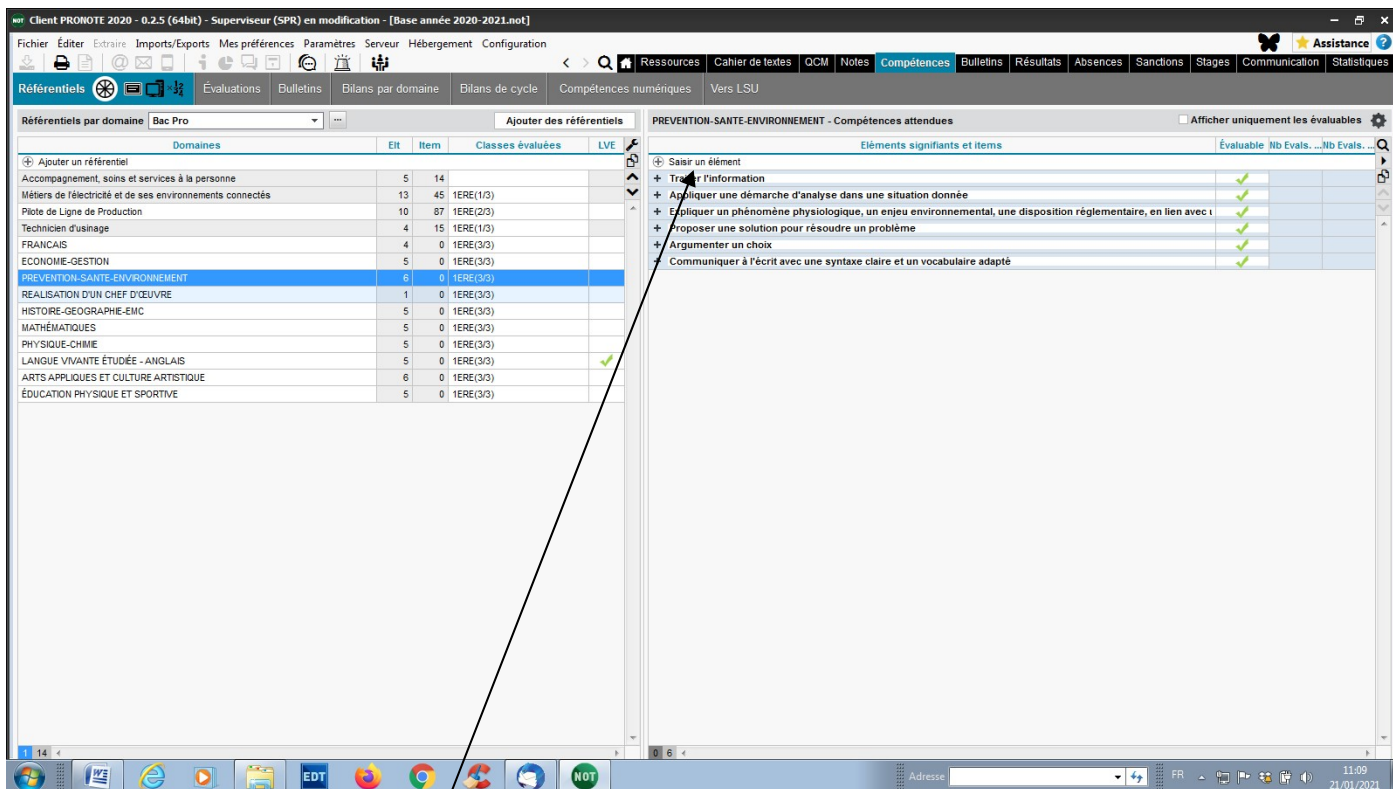 Client PRONOTE 2020 - 0.2.5 (64bit) - Superviseur (SPR) en modification - [Base année 2020-2021.not]
Fichier Éditer Extraire Imports/Exports Mes préférences Paramètres Serveur Hébergement Configuration
Assistance
Ressources Cahier de textes QCM Notes Compétences Bulletins Résultats Absences Sanctions Stages Communication Statistiques
Référentiels Évaluations Bulletins Bilans par domaine Bilans de cycle Compétences numériques Vers LSU
Référentiels par domaine Bac Pro ... Ajouter des référentiels
Domaines Elt Item Classes évaluées LVE
Ajouter un référentiel
Accompagnement, soins et services à la personne 5 14
Métiers de l'électricité et de ses environnements connectés 13 45 1ERE(1/3)
Pilote de Ligne de Production 10 87 1ERE(2/3)
Technicien d'usinage 4 15 1ERE(1/3)
FRANCAIS 4 0 1ERE(3/3)
ECONOMIE-GESTION 5 0 1ERE(3/3)
PREVENTION-SANTE-ENVIRONNEMENT 6 0 1ERE(3/3)
REALISATION D'UN CHEF D'ŒUVRE 1 0 1ERE(3/3)
HISTOIRE-GEOGRAPHIE-EMC 5 0 1ERE(3/3)
MATHÉMATIQUES 5 0 1ERE(3/3)
PHYSIQUE-CHIMIE 5 0 1ERE(3/3)
LANGUE VIVANTE ÉTUDIÉE - ANGLAIS 5 0 1ERE(3/3)
ARTS APPLIQUES ET CULTURE ARTISTIQUE 6 0 1ERE(3/3)
ÉDUCATION PHYSIQUE ET SPORTIVE 5 0 1ERE(3/3)
1 14
PREVENTION-SANTE-ENVIRONNEMENT - Compétences attendues Afficher uniquement les évaluables
Eléments signifiants et items Évaluable Nb Evals. ... Nb Evals. ...
Saisir un élément
+ Traiter l'information
+ Appliquer une démarche d'analyse dans une situation donnée
+ Expliquer un phénomène physiologique, un enjeu environnemental, une disposition réglementaire, en lien avec u
+ Proposer une solution pour résoudre un problème
+ Argumenter un choix
+ Communiquer à l'écrit avec une syntaxe claire et un vocabulaire adapté
0 6
EDT NOT Adresse FR 11:09
21/01/2021